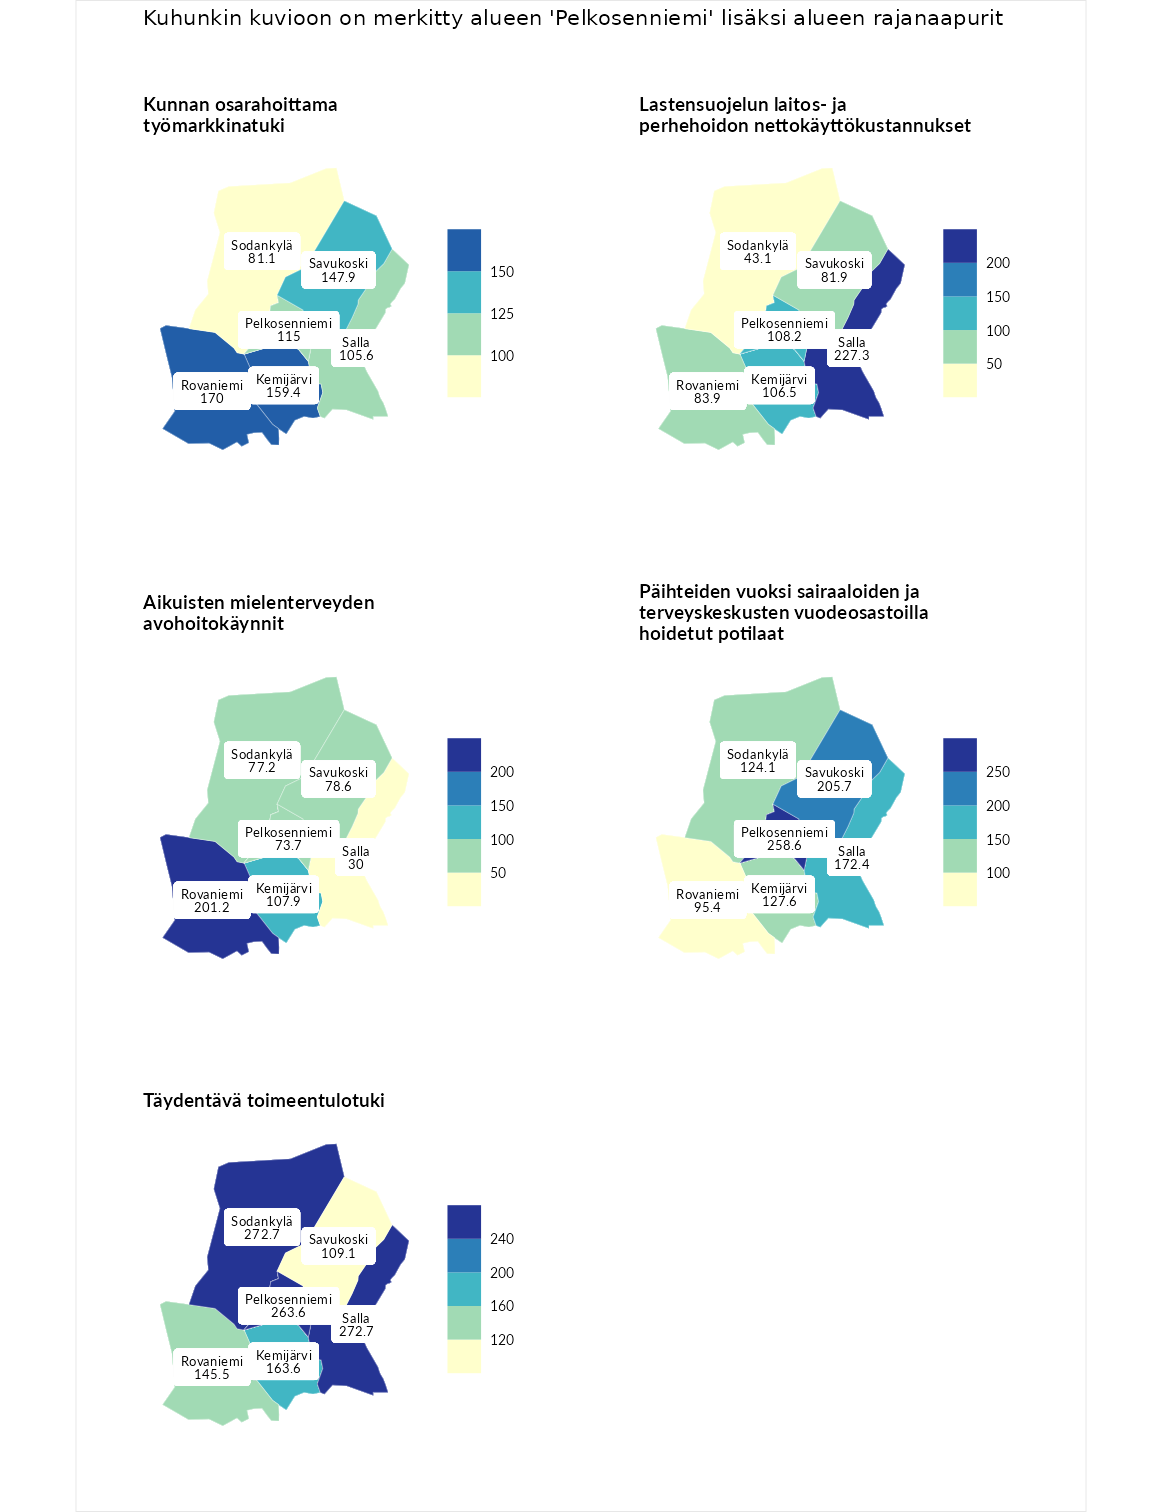 Kuhunkin kuvioon on merkitty alueen 'Pelkosenniemi' lisäksi alueen rajanaapurit
Kunnan osarahoittama
työmarkkinatuki
Sodankylä
81.1
Savukoski
147.9
Pelkosenniemi
115
Salla
105.6
Rovaniemi
170
Kemijärvi
159.4
150
125
100
Lastensuojelun laitos- ja
perhehoidon nettokäyttökustannukset
Sodankylä
43.1
Savukoski
81.9
Pelkosenniemi
108.2
Salla
227.3
Rovaniemi
83.9
Kemijärvi
106.5
200
150
100
50
Aikuisten mielenterveyden
avohoitokäynnit
Sodankylä
77.2
Savukoski
78.6
Pelkosenniemi
73.7
Salla
30
Rovaniemi
201.2
Kemijärvi
107.9
200
150
100
50
Päihteiden vuoksi sairaaloiden ja
terveyskeskusten vuodeosastoilla
hoidetut potilaat
Sodankylä
124.1
Savukoski
205.7
Pelkosenniemi
258.6
Salla
172.4
Rovaniemi
95.4
Kemijärvi
127.6
250
200
150
100
Täydentävä toimeentulotuki
Sodankylä
272.7
Savukoski
109.1
Pelkosenniemi
263.6
Salla
272.7
Rovaniemi
145.5
Kemijärvi
163.6
240
200
160
120